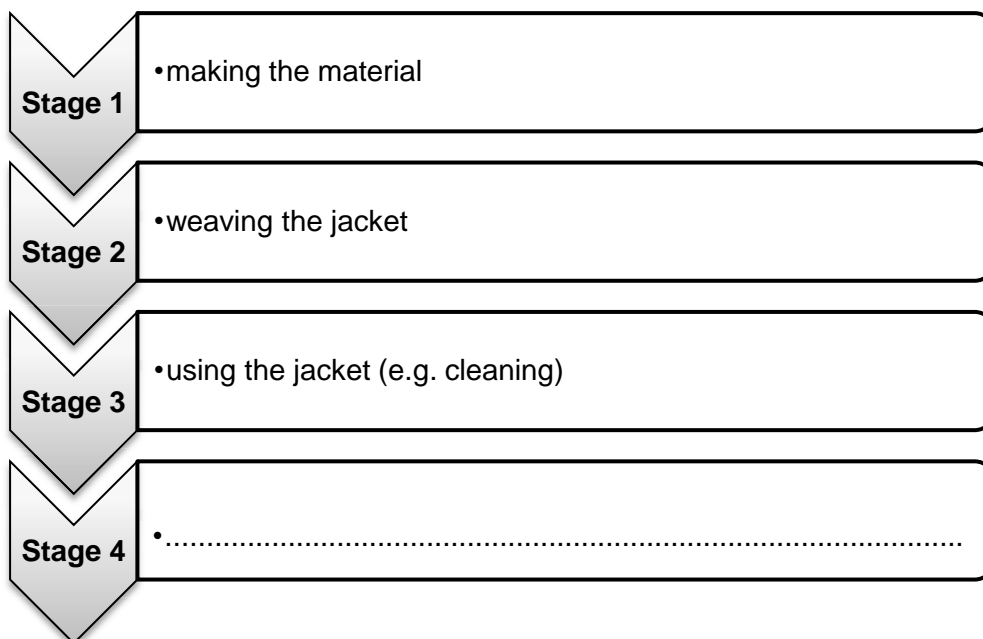 Stage 1
•making the material
Stage 2
•weaving the jacket
Stage 3
•using the jacket (e.g. cleaning)
Stage 4
•................................................................................................